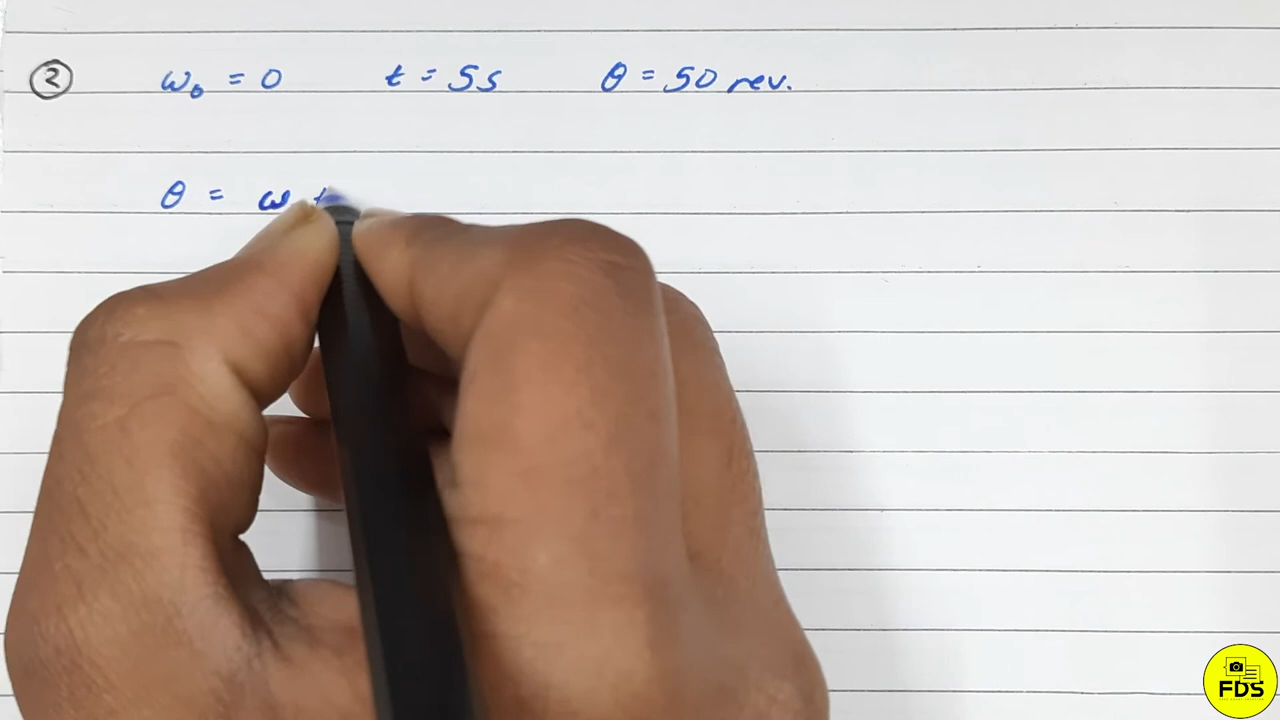 ② ω₀ = 0 t = 5s θ = 50 rev.
θ = ω t
FDS